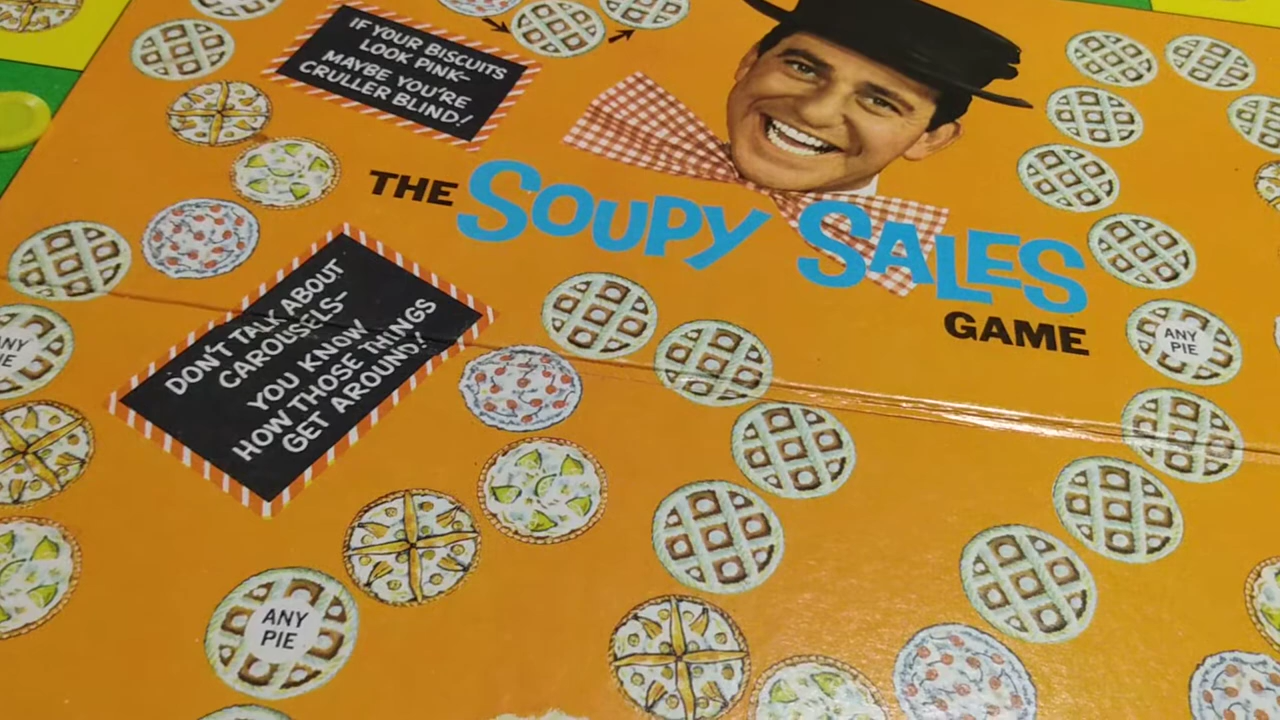 IF YOUR BISCUITS
LOOK PINK-
MAYBE YOU'RE
CRULLER BLIND!
THE SOUPY SALES
GAME
DON'T TALK ABOUT
CAROUSELS-
YOU KNOW
HOW THOSE THINGS
GET AROUND!
ANY
PIE
ANY
PIE
ANY
PIE